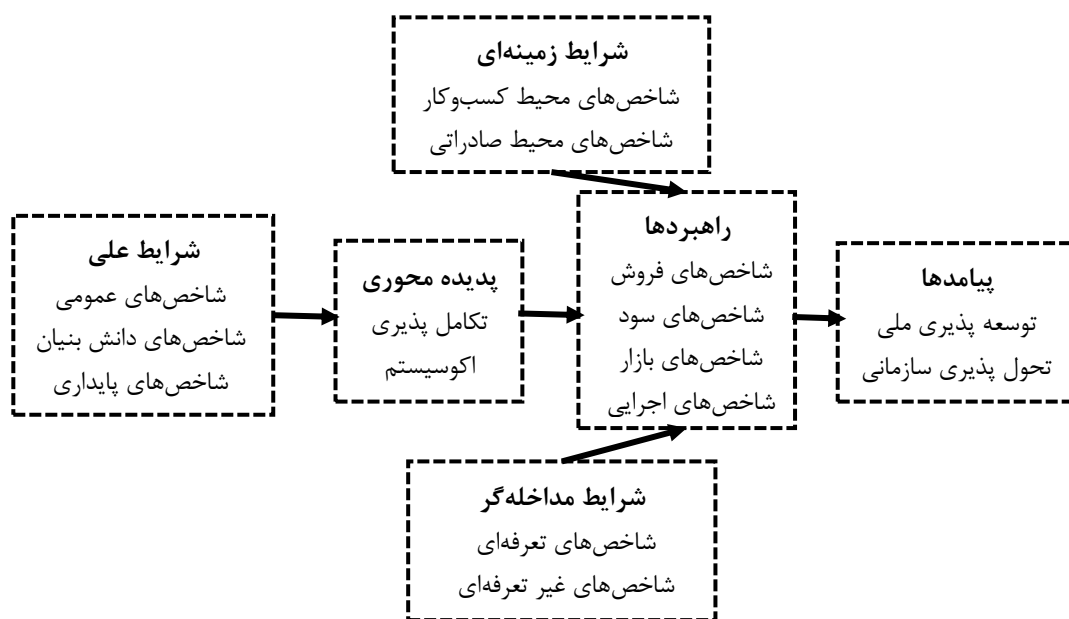 شرایط زمینه‌ای
شاخص‌های محیط کسب‌وکار
شاخص‌های محیط صادراتی
شرایط علی
شاخص‌های عمومی
شاخص‌های دانش بنیان
شاخص‌های پایداری
پدیده محوری
تکامل پذیری
اکوسیستم
راهبردها
شاخص‌های فروش
شاخص‌های سود
شاخص‌های بازار
شاخص‌های اجرایی
پیامدها
توسعه پذیری ملی
تحول پذیری سازمانی
شرایط مداخله‌گر
شاخص‌های تعرفه‌ای
شاخص‌های غیر تعرفه‌ای